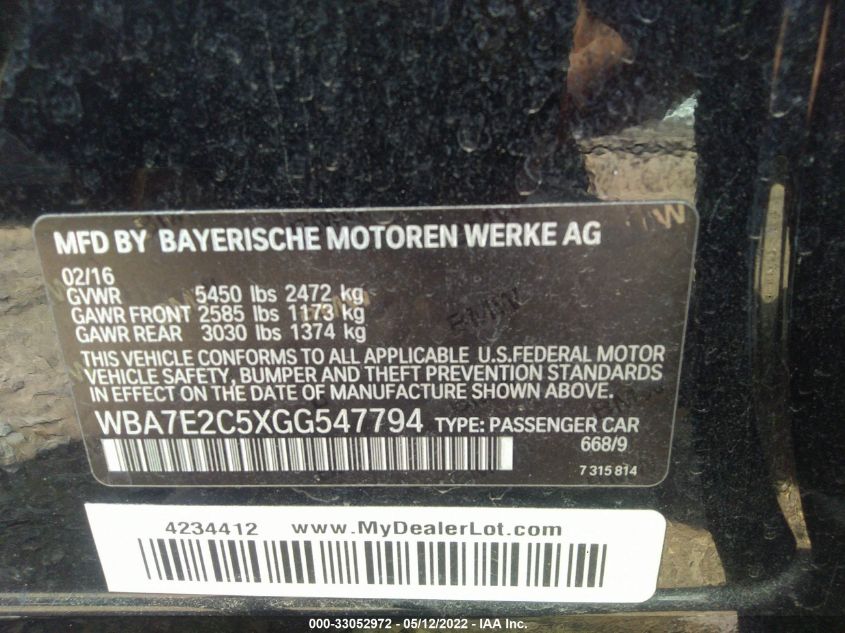 MFD BY BAYERISCHE MOTOREN WERKE AG
02/16
GVWR 5450 lbs 2472 kg
GAWR FRONT 2585 lbs 1173 kg
GAWR REAR 3030 lbs 1374 kg
THIS VEHICLE CONFORMS TO ALL APPLICABLE U.S.FEDERAL MOTOR
VEHICLE SAFETY, BUMPER AND THEFT PREVENTION STANDARDS
IN EFFECT ON THE DATE OF MANUFACTURE SHOWN ABOVE.
WBA7E2C5XGG547794 TYPE: PASSENGER CAR
668/9
7 315 814
4234412 www.MyDealerLot.com
000-33052972 - 05/12/2022 - IAA Inc.